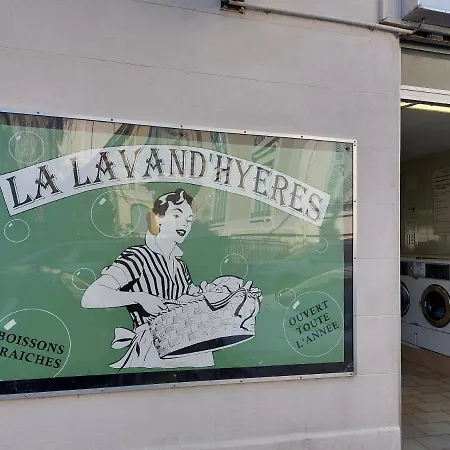 LA LAVAND'HYERES
BOISSONS
FRAICHES
OUVERT
TOUTE
L'ANNEE